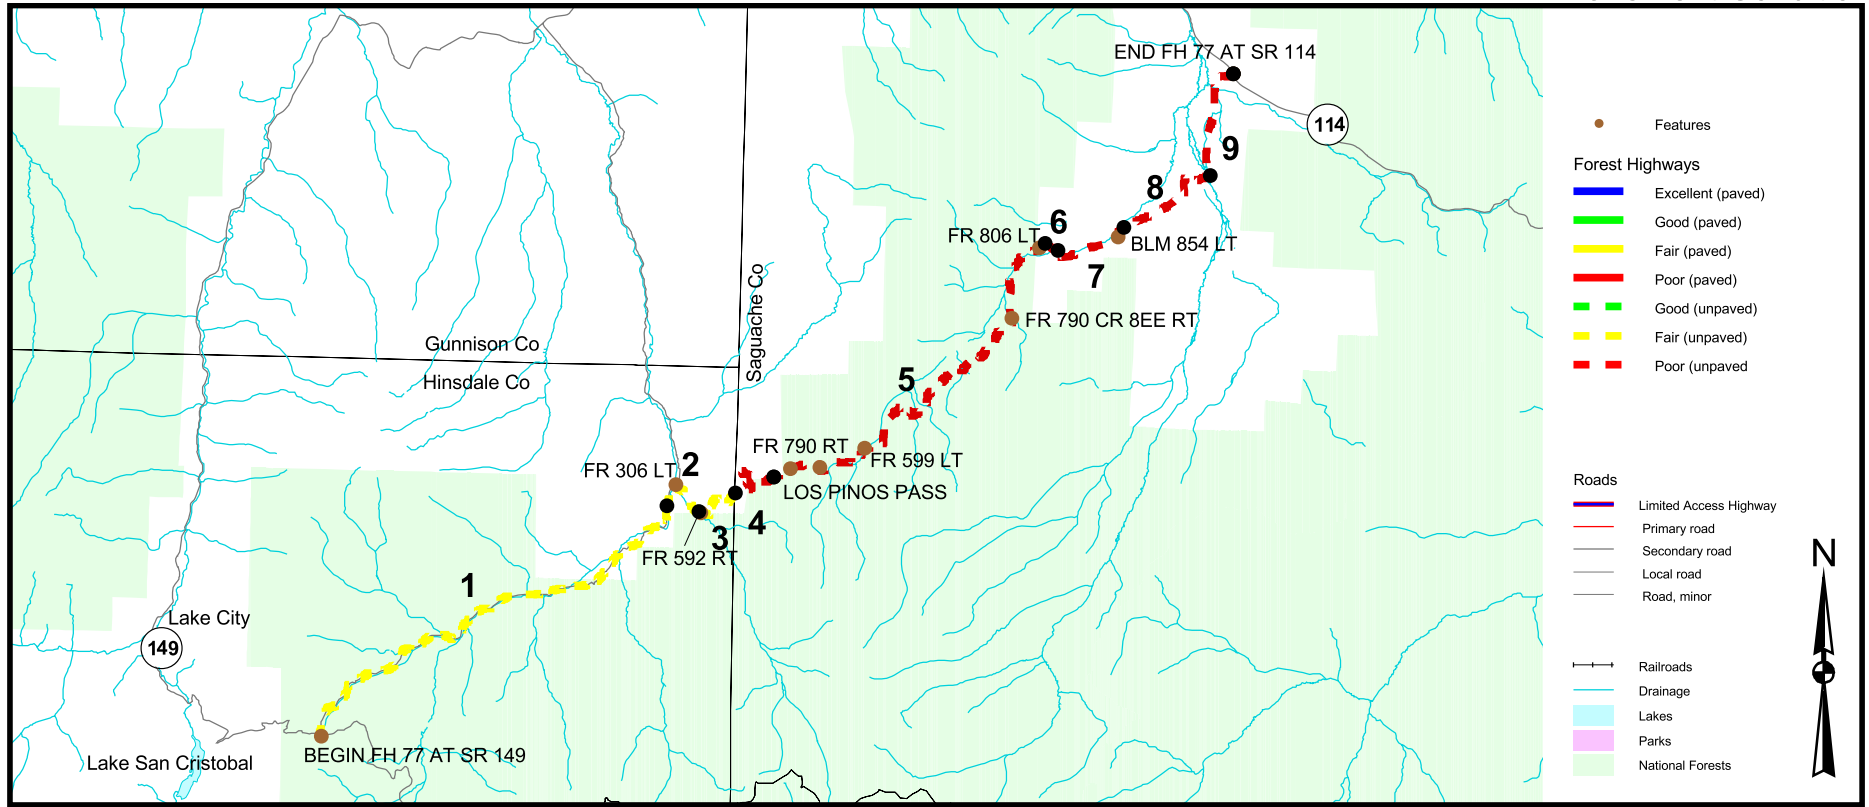 END FH 77 AT SR 114
114
9
8
6
FR 806 LT
BLM 854 LT
7
FR 790 CR 8EE RT
Saguache Co
Gunnison Co
Hinsdale Co
5
FR 790 RT
FR 599 LT
2
FR 306 LT
LOS PINOS PASS
4
3
FR 592 RT
1
Lake City
149
BEGIN FH 77 AT SR 149
Lake San Cristobal
Features
Forest Highways
Excellent (paved)
Good (paved)
Fair (paved)
Poor (paved)
Good (unpaved)
Fair (unpaved)
Poor (unpaved
Roads
Limited Access Highway
Primary road
Secondary road
Local road
Road, minor
N
Railroads
Drainage
Lakes
Parks
National Forests